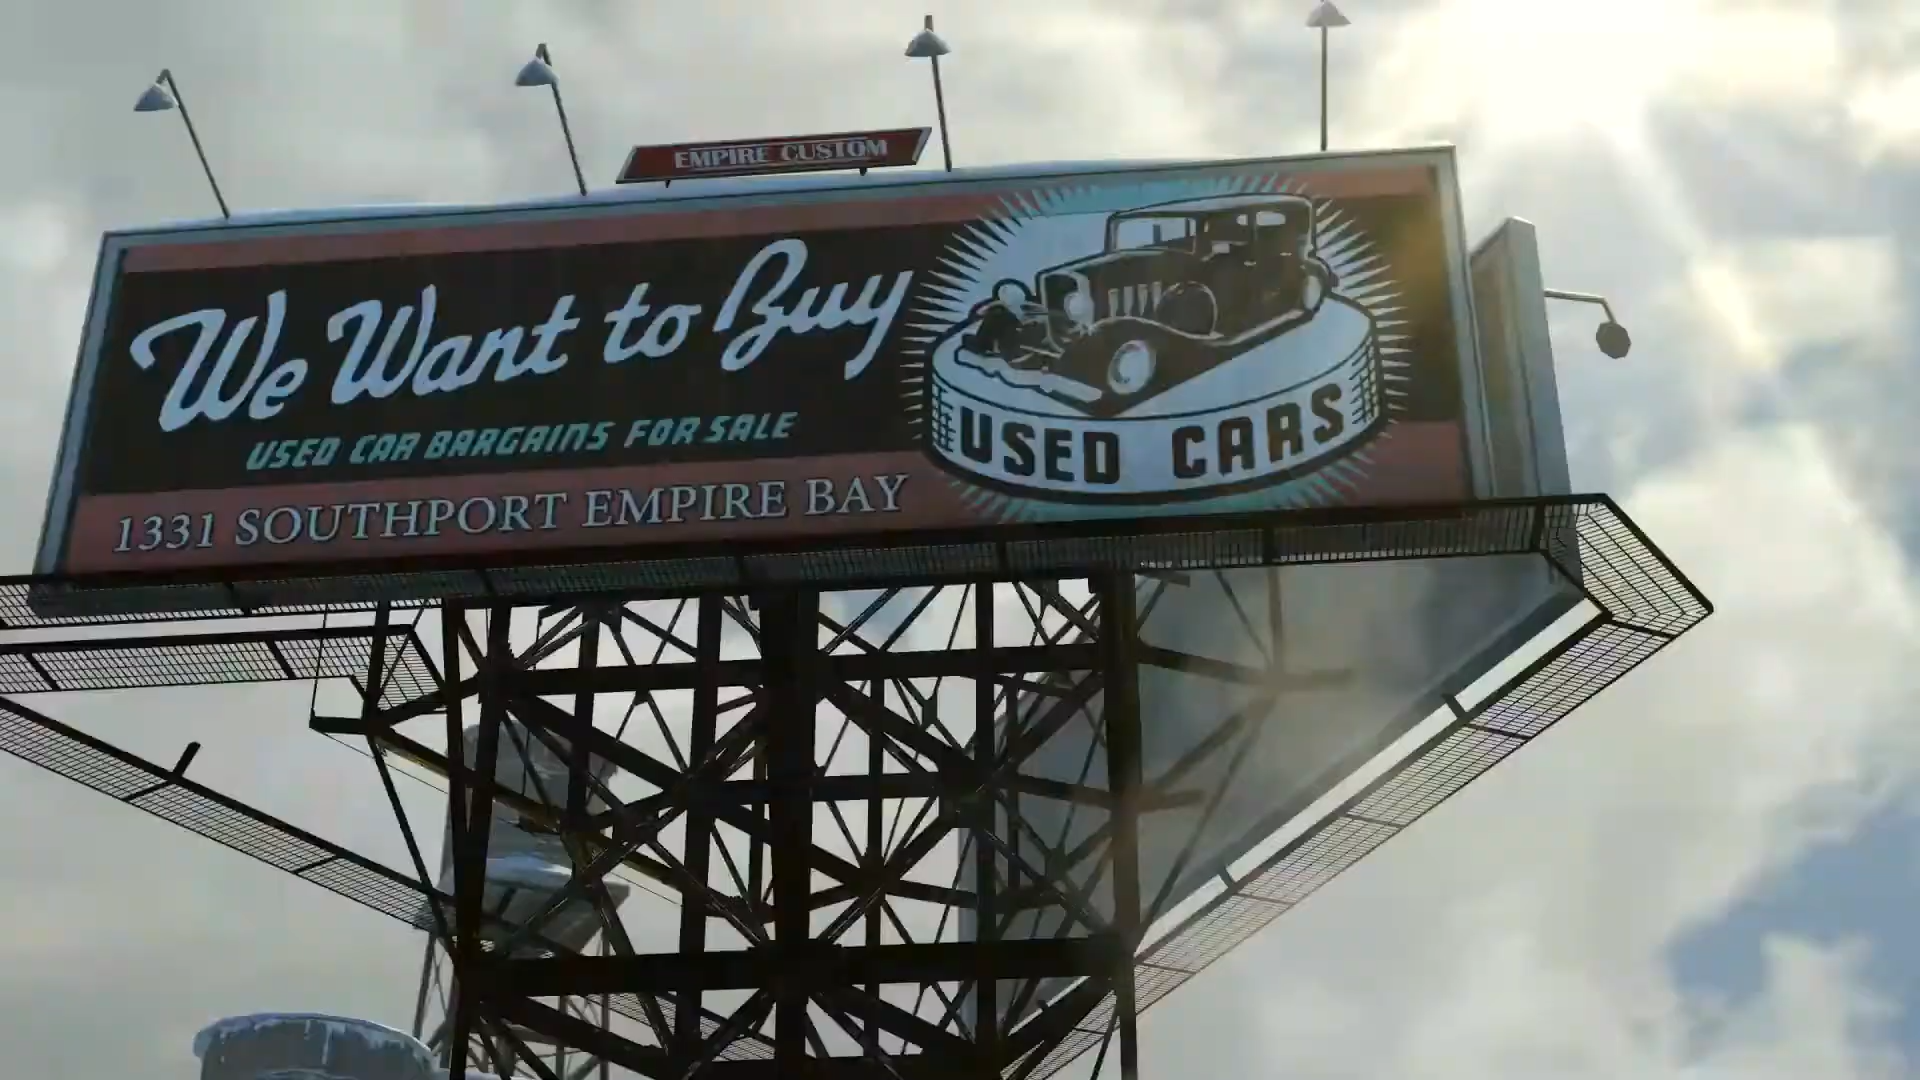 EMPIRE CUSTOM
We Want to Buy
USED CAR BARGAINS FOR SALE
1331 SOUTHPORT EMPIRE BAY
USED CARS